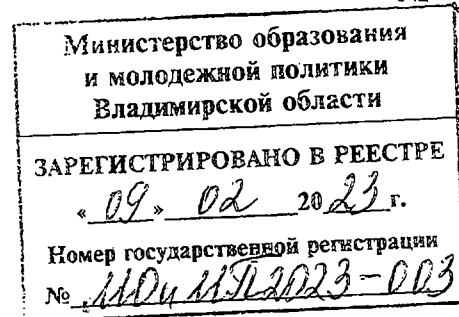 Министерство образования
и молодежной политики
Владимирской области
ЗАРЕГИСТРИРОВАНО В РЕЕСТРЕ
« 09 » 02 20 23 г.
Номер государственной регистрации
№ МОиМП2023-003